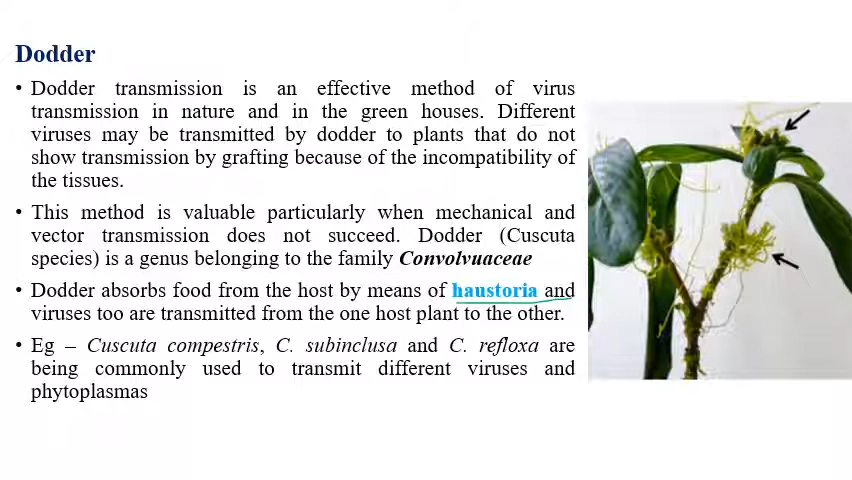 Dodder
• Dodder transmission is an effective method of virus
transmission in nature and in the green houses. Different
viruses may be transmitted by dodder to plants that do not
show transmission by grafting because of the incompatibility of
the tissues.
• This method is valuable particularly when mechanical and
vector transmission does not succeed. Dodder (Cuscuta
species) is a genus belonging to the family Convolvuaceae
• Dodder absorbs food from the host by means of haustoria and
viruses too are transmitted from the one host plant to the other.
• Eg – Cuscuta compestris, C. subinclusa and C. refloxa are
being commonly used to transmit different viruses and
phytoplasmas